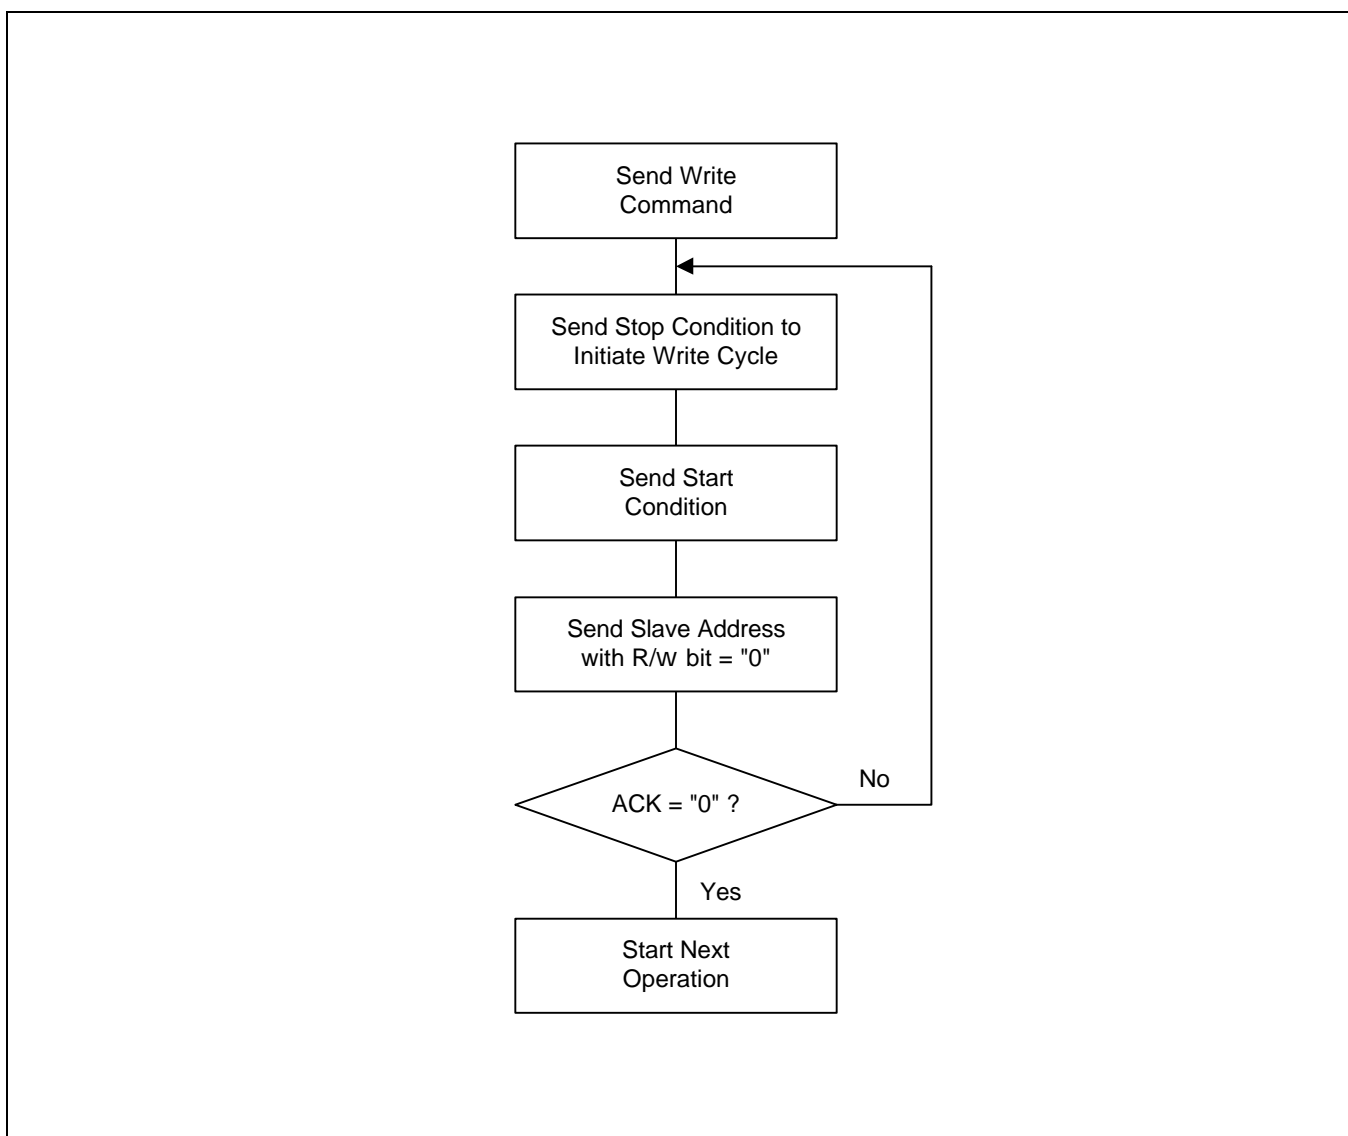 Send Write
Command
Send Stop Condition to
Initiate Write Cycle
Send Start
Condition
Send Slave Address
with R/w bit = "0"
ACK = "0" ?
No
Yes
Start Next
Operation